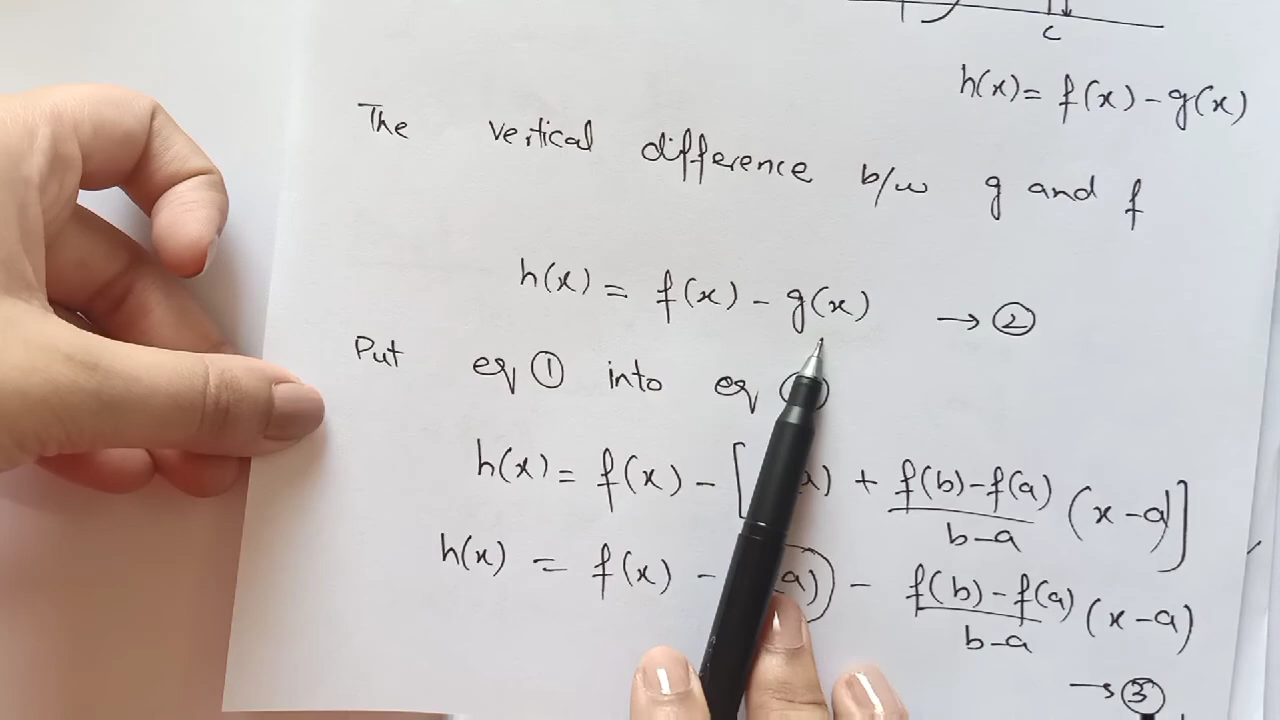 c
h(x) = f(x) - g(x)
The vertical difference b/w g and f
h(x) = f(x) - g(x) → ②
Put eq ① into eq
h(x) = f(x) - [ a) + f(b)-f(a)/b-a (x-a)]
h(x) = f(x) - a) - f(b)-f(a)/b-a (x-a)
→ ③